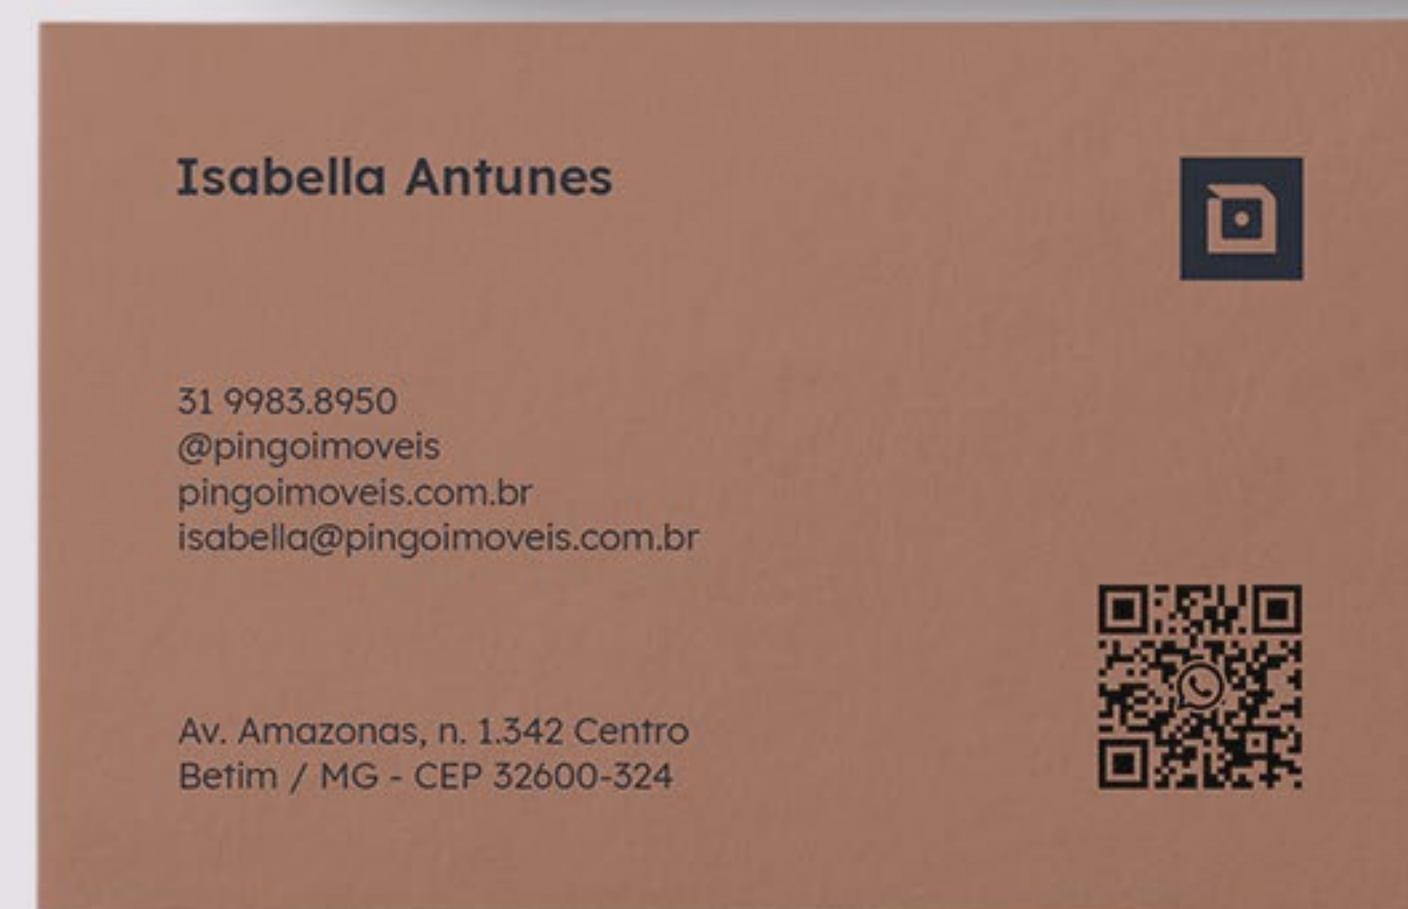 Isabella Antunes
31 9983.8950
@pingoimoveis
pingoimoveis.com.br
isabella@pingoimoveis.com.br
Av. Amazonas, n. 1.342 Centro
Betim / MG - CEP 32600-324